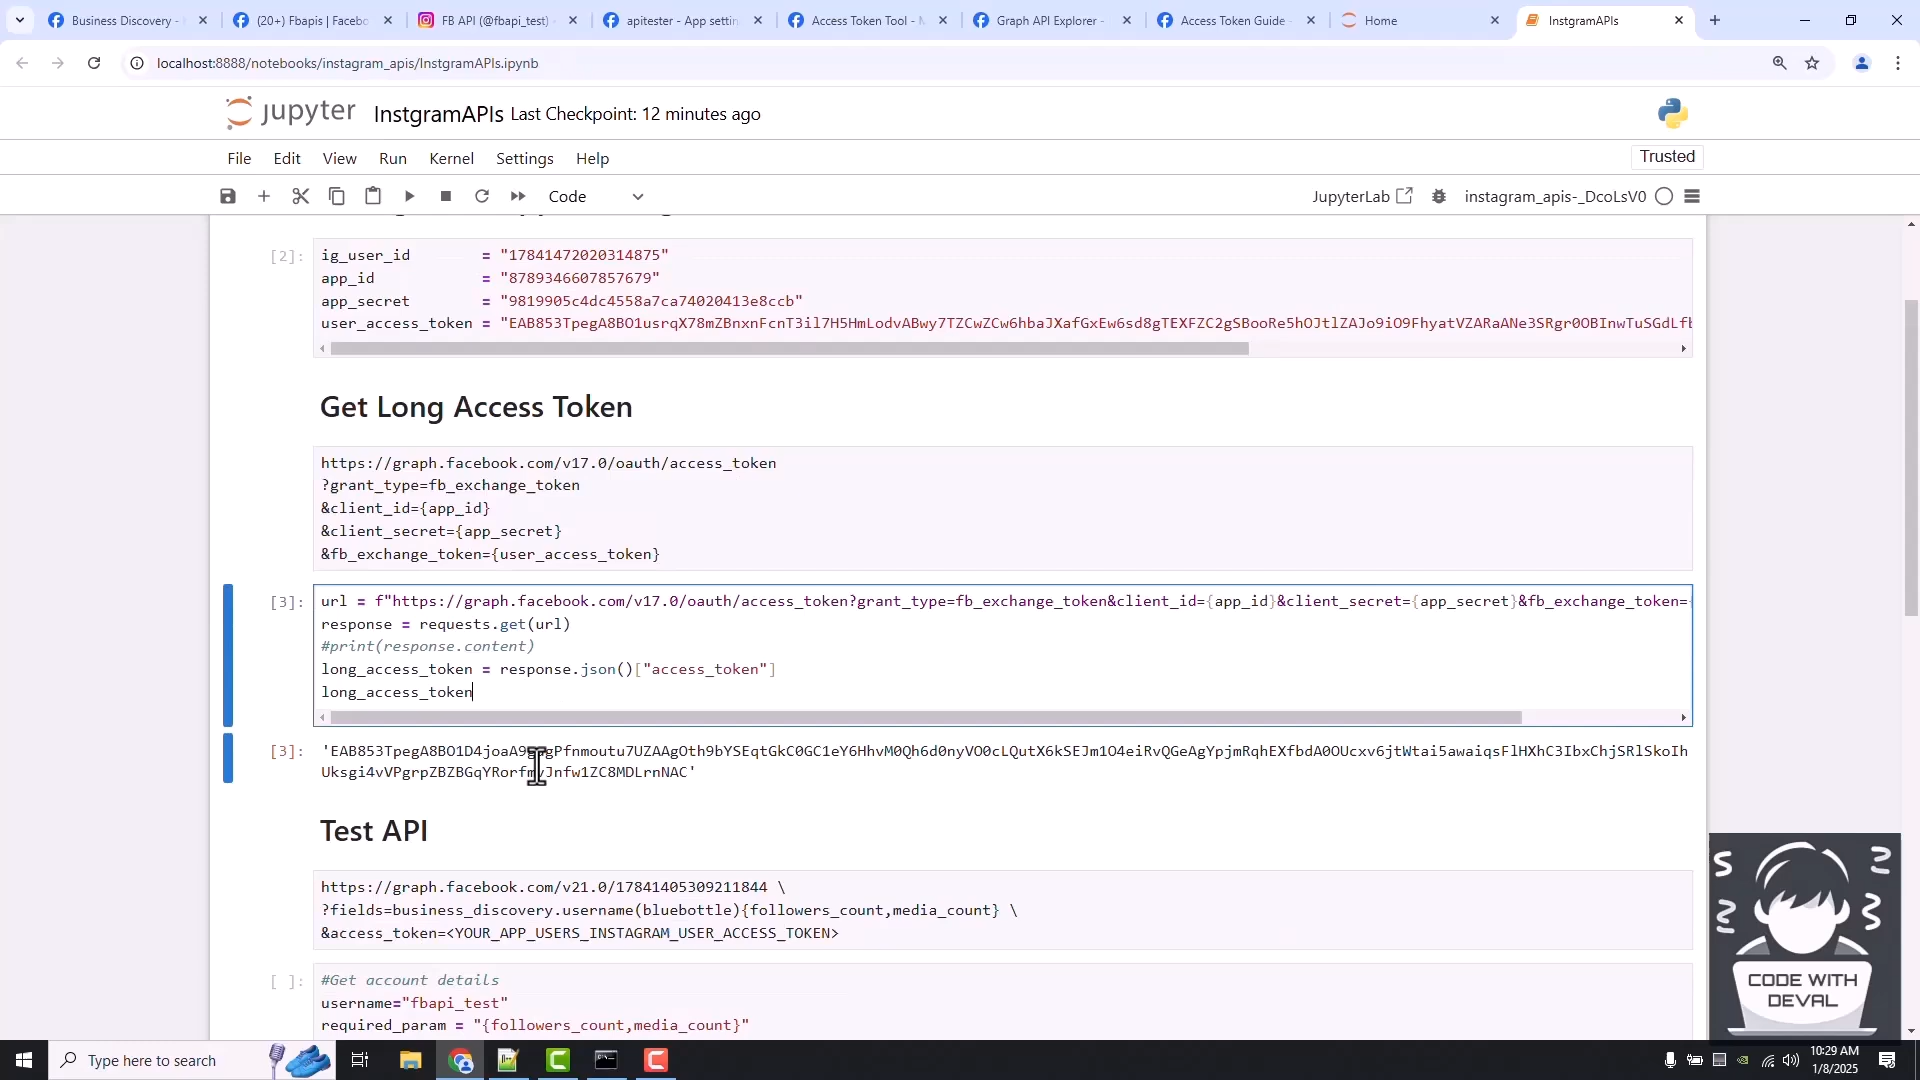 Business Discovery -
(20+) Fbapis | Facebo
FB API (@fbapi_test)
apitester - App settin
Access Token Tool - M
Graph API Explorer -
Access Token Guide -
Home
InstgramAPIs
localhost:8888/notebooks/instagram_apis/InstgramAPIs.ipynb
jupyter InstgramAPIs Last Checkpoint: 12 minutes ago
File Edit View Run Kernel Settings Help
Trusted
Code
JupyterLab
instagram_apis-_DcoLsV0
[2]: ig_user_id = "17841472020314875"
app_id = "8789346607857679"
app_secret = "9819905c4dc4558a7ca74020413e8ccb"
Get Long Access Token
https://graph.facebook.com/v17.0/oauth/access_token
?grant_type=fb_exchange_token
&client_id={app_id}
&client_secret={app_secret}
&fb_exchange_token={user_access_token}
[3]: url = f"https://graph.facebook.com/v17.0/oauth/access_token?grant_type=fb_exchange_token&client_id={app_id}&client_secret={app_secret}&fb_exchange_token={
response = requests.get(url)
#print(response.content)
long_access_token = response.json()["access_token"]
long_access_token
[3]:
Test API
https://graph.facebook.com/v21.0/17841405309211844 \
?fields=business_discovery.username(bluebottle){followers_count,media_count} \
&access_token=<YOUR_APP_USERS_INSTAGRAM_USER_ACCESS_TOKEN>
[ ]: #Get account details
username="fbapi_test"
required_param = "{followers_count,media_count}"
CODE WITH
DEVAL
Type here to search
10:29 AM
1/8/2025